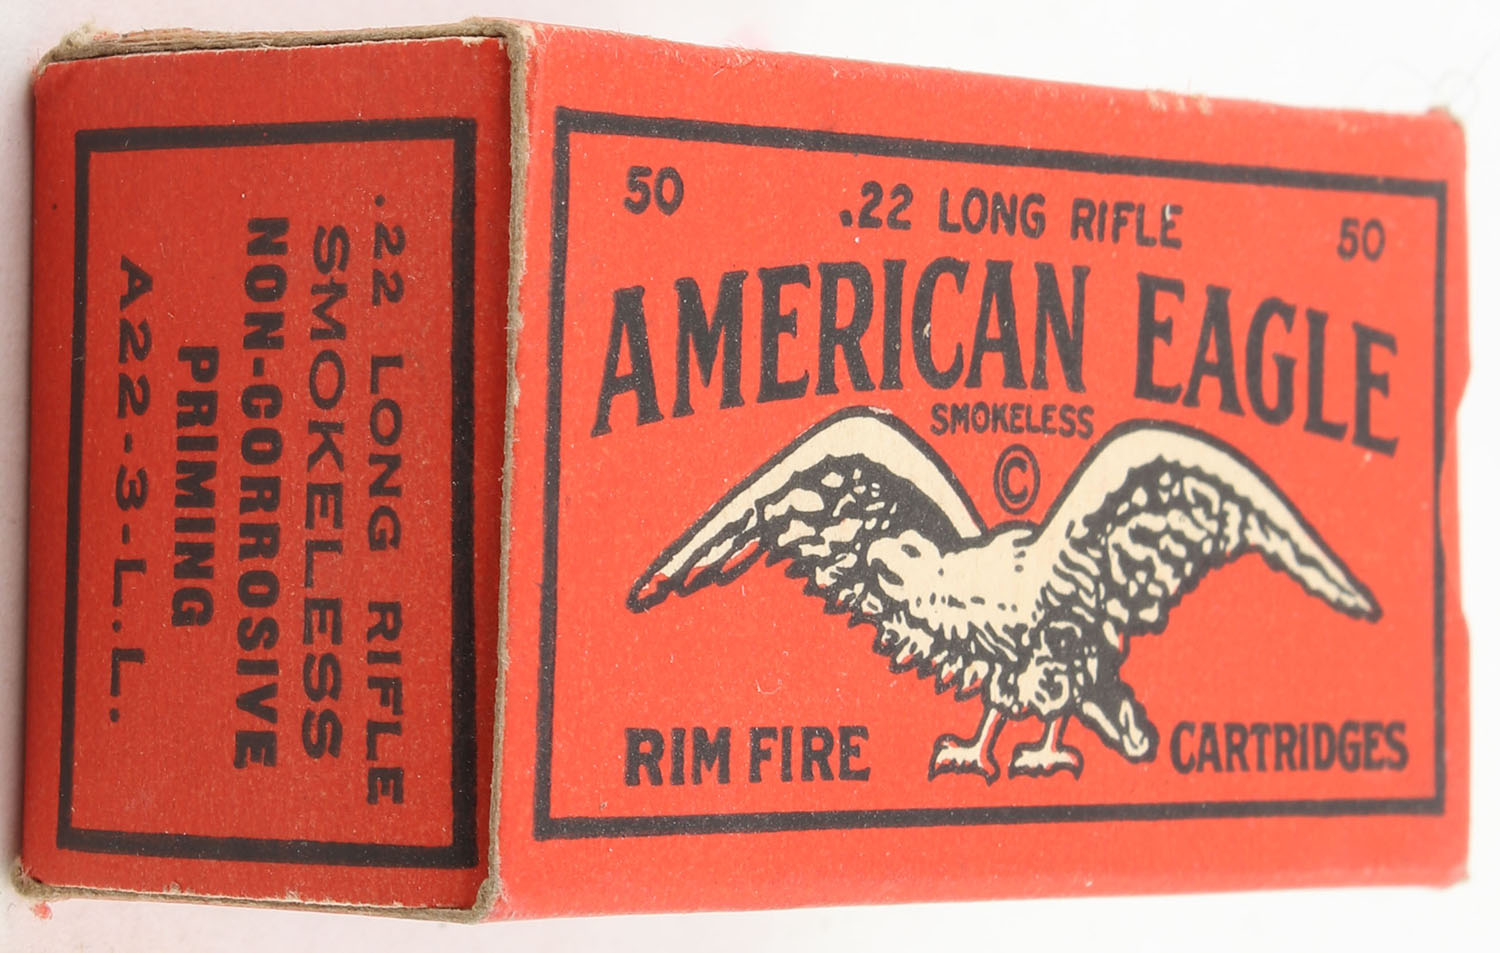 50 .22 LONG RIFLE 50
AMERICAN EAGLE
SMOKELESS
©
RIM FIRE CARTRIDGES
.22 LONG RIFLE
SMOKELESS
NON-CORROSIVE
PRIMING
A22-3-L.L.